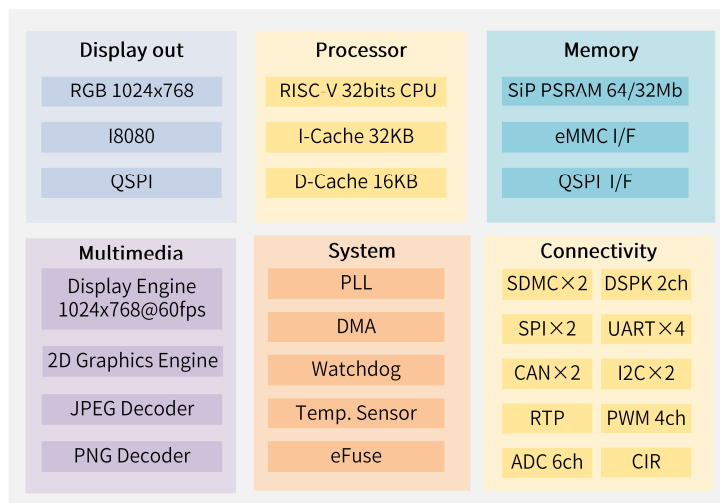 Display out
RGB 1024x768
I8080
QSPI
Processor
RISC-V 32bits CPU
I-Cache 32KB
D-Cache 16KB
Memory
SiP PSRAM 64/32Mb
eMMC I/F
QSPI I/F
Multimedia
Display Engine
1024x768@60fps
2D Graphics Engine
JPEG Decoder
PNG Decoder
System
PLL
DMA
Watchdog
Temp. Sensor
eFuse
Connectivity
SDMC×2 DSPK 2ch
SPI×2 UART×4
CAN×2 I2C×2
RTP PWM 4ch
ADC 6ch CIR